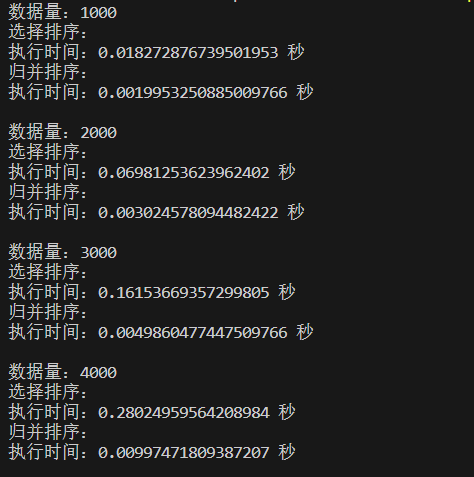 数据量：1000
选择排序：
执行时间：0.018272876739501953 秒
归并排序：
执行时间：0.0019953250885009766 秒
数据量：2000
选择排序：
执行时间：0.06981253623962402 秒
归并排序：
执行时间：0.003024578094482422 秒
数据量：3000
选择排序：
执行时间：0.16153669357299805 秒
归并排序：
执行时间：0.0049860477447509766 秒
数据量：4000
选择排序：
执行时间：0.28024959564208984 秒
归并排序：
执行时间：0.00997471809387207 秒